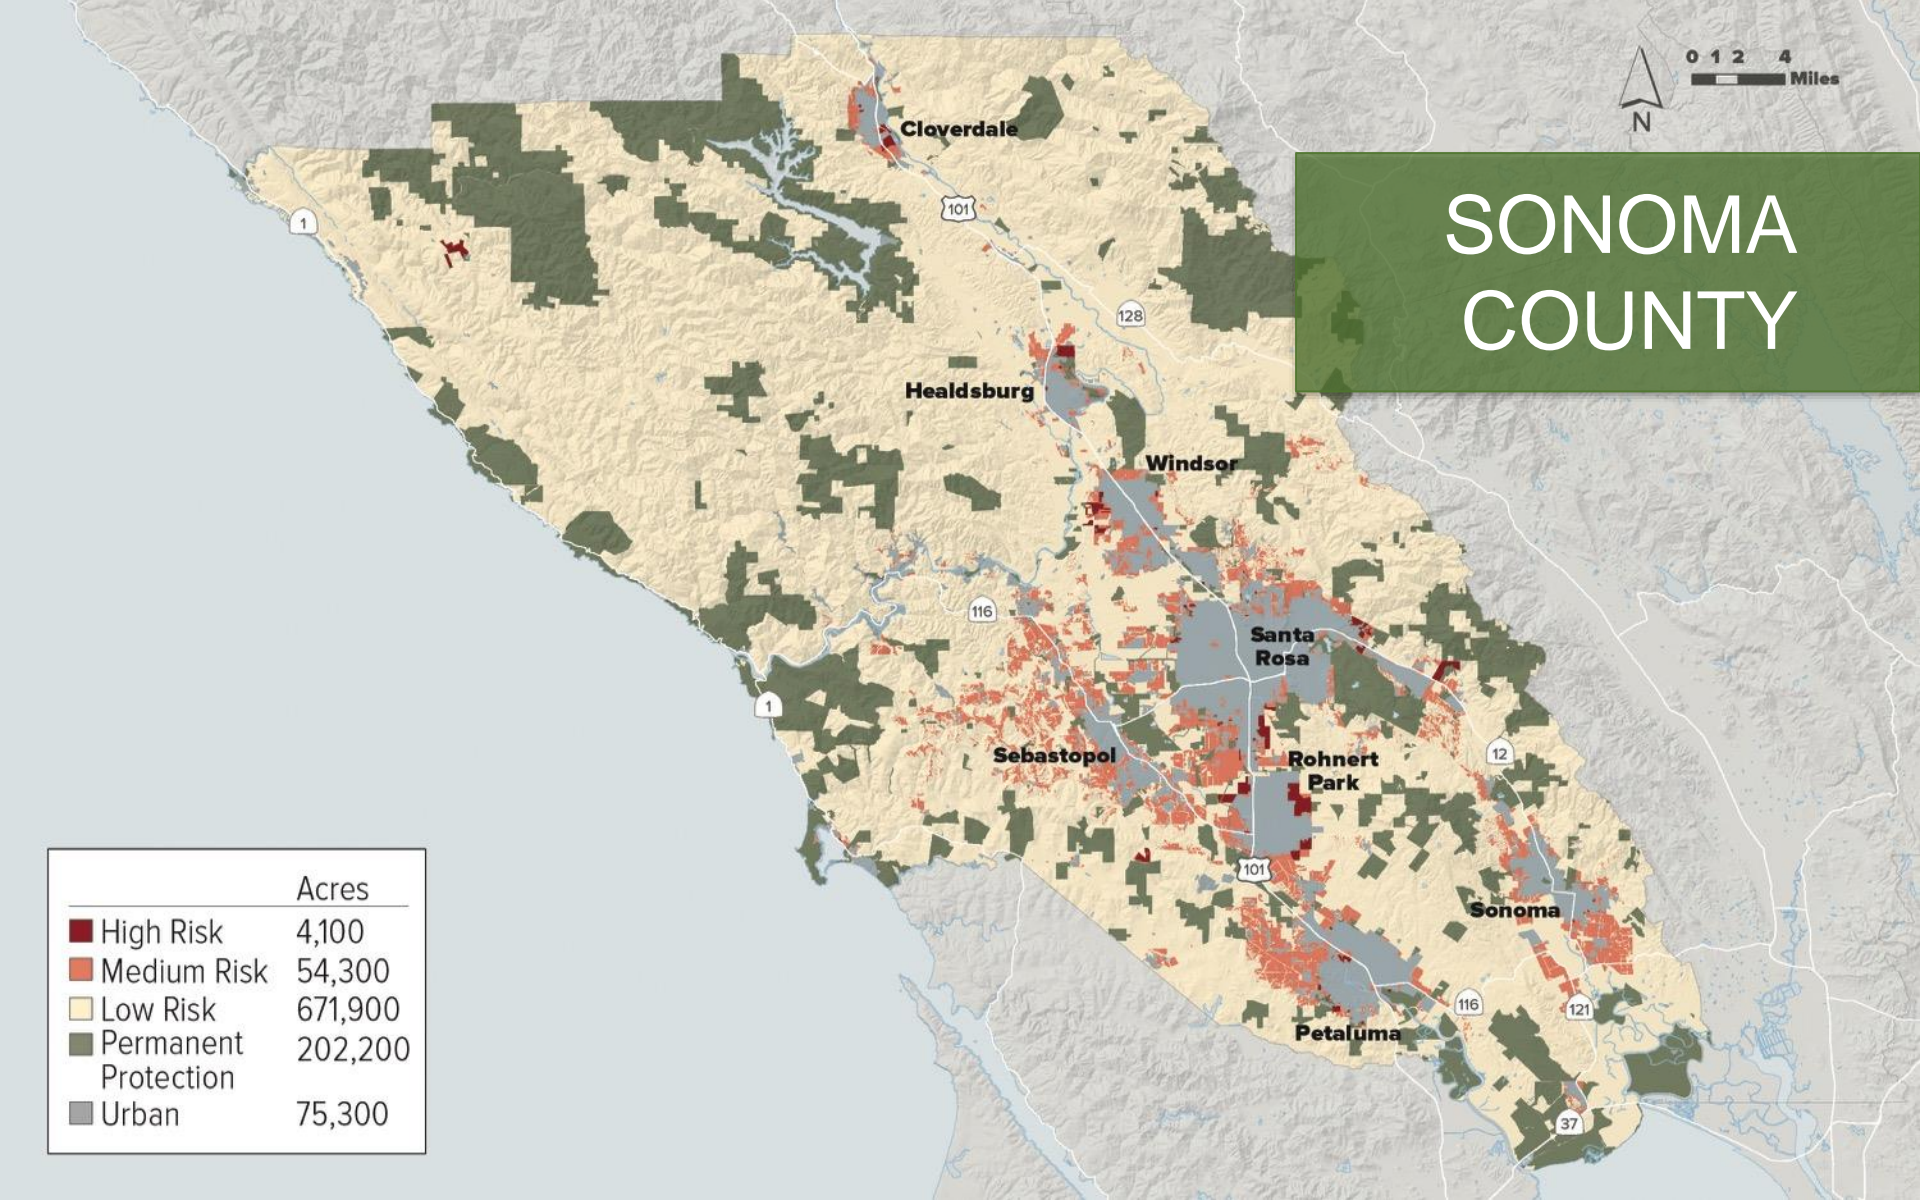 0 1 2 4
Miles
N
SONOMA
COUNTY
Cloverdale
101
1
128
Healdsburg
Windsor
116
Santa
Rosa
1
Sebastopol
Rohnert
Park
12
101
Sonoma
116
121
Petaluma
37
Acres
High Risk 4,100
Medium Risk 54,300
Low Risk 671,900
Permanent 202,200
Protection
Urban 75,300